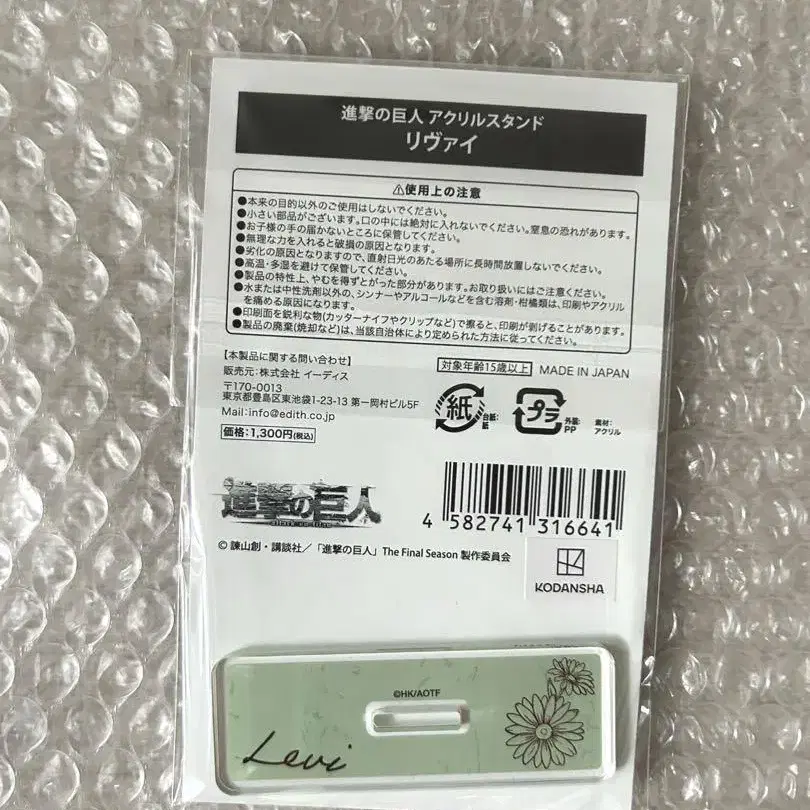 進撃の巨人 アクリルスタンド
リヴァイ
⚠使用上の注意
●本来の目的以外のご使用はしないでください。
●小さい部品がございます。口の中には絶対に入れないでください。窒息の恐れがあります。
●お子様の手の届かないところに保管してください。
●無理な力を入れると破損の原因となります。
●劣化の原因となりますので、直射日光のあたる場所に長時間放置しないでください。
●高温・多湿を避けて保管してください。
●製品の特性上、やむを得ずとがった部分があります。お取り扱いにはご注意ください。
●水または中性洗剤以外の、シンナーやアルコールなどを含む溶剤・柑橘類は、印刷やアクリル
を痛める原因になります。
●印刷面を鋭利な物(カッターナイフやクリップなど)で擦ると、印刷が剥げることがあります。
●製品の廃棄(焼却など)は、当該自治体により定められた方法に従ってください。
【本製品に関する問い合わせ】
販売元:株式会社 イーディス
〒170-0013
東京都豊島区東池袋1-23-13 第一岡村ビル5F
Mail:info@edith.co.jp
価格:1,300円(税込)
対象年齢15歳以上 MADE IN JAPAN
紙
台紙:
紙
プラ
外装:
PP
素材:
アクリル
進撃の巨人
4 582741 316641
© 諫山創・講談社/「進撃の巨人」The Final Season 製作委員会
KODANSHA
©HK/AOTF
Levi